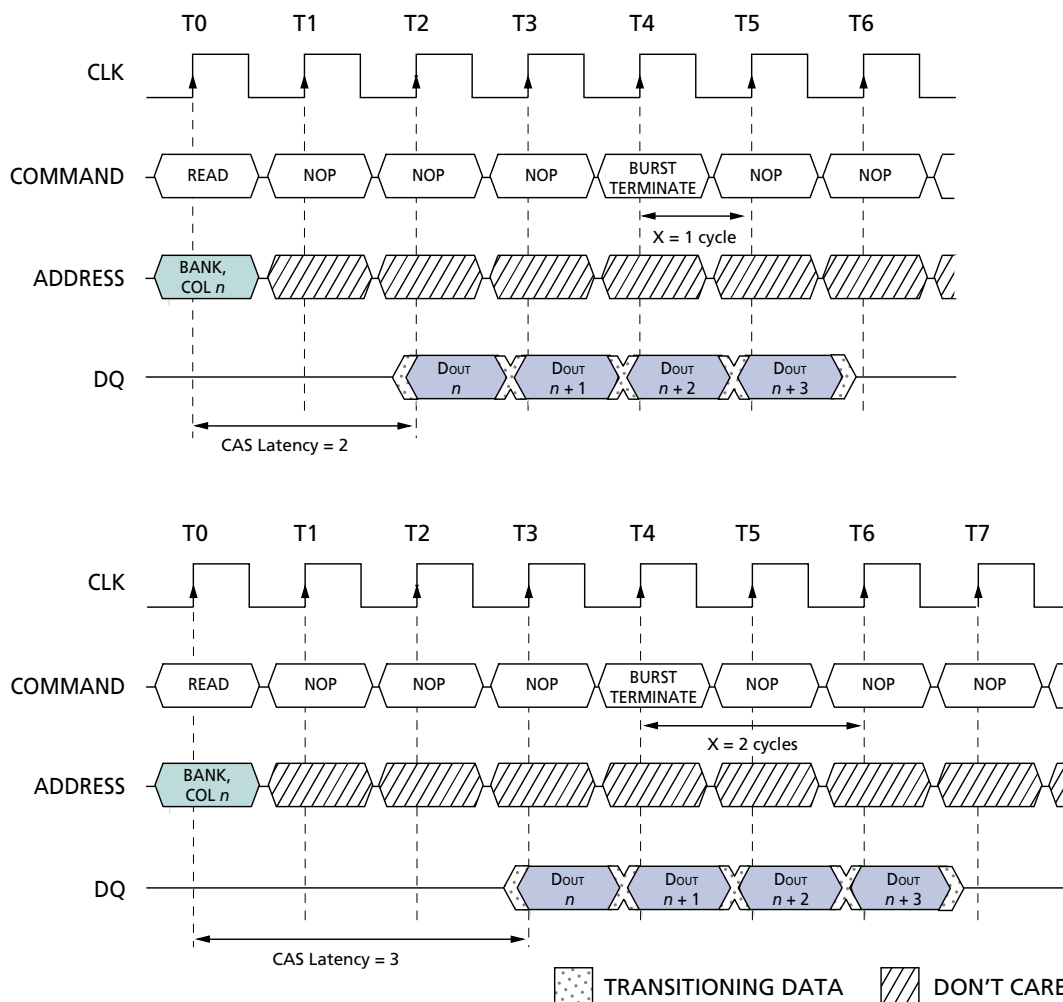 T0 T1 T2 T3 T4 T5 T6
CLK
COMMAND READ NOP NOP NOP BURST TERMINATE NOP NOP
X = 1 cycle
ADDRESS BANK, COL n
DQ DOUT n DOUT n + 1 DOUT n + 2 DOUT n + 3
CAS Latency = 2
T0 T1 T2 T3 T4 T5 T6 T7
CLK
COMMAND READ NOP NOP NOP BURST TERMINATE NOP NOP NOP
X = 2 cycles
ADDRESS BANK, COL n
DQ DOUT n DOUT n + 1 DOUT n + 2 DOUT n + 3
CAS Latency = 3
TRANSITIONING DATA DON'T CARE